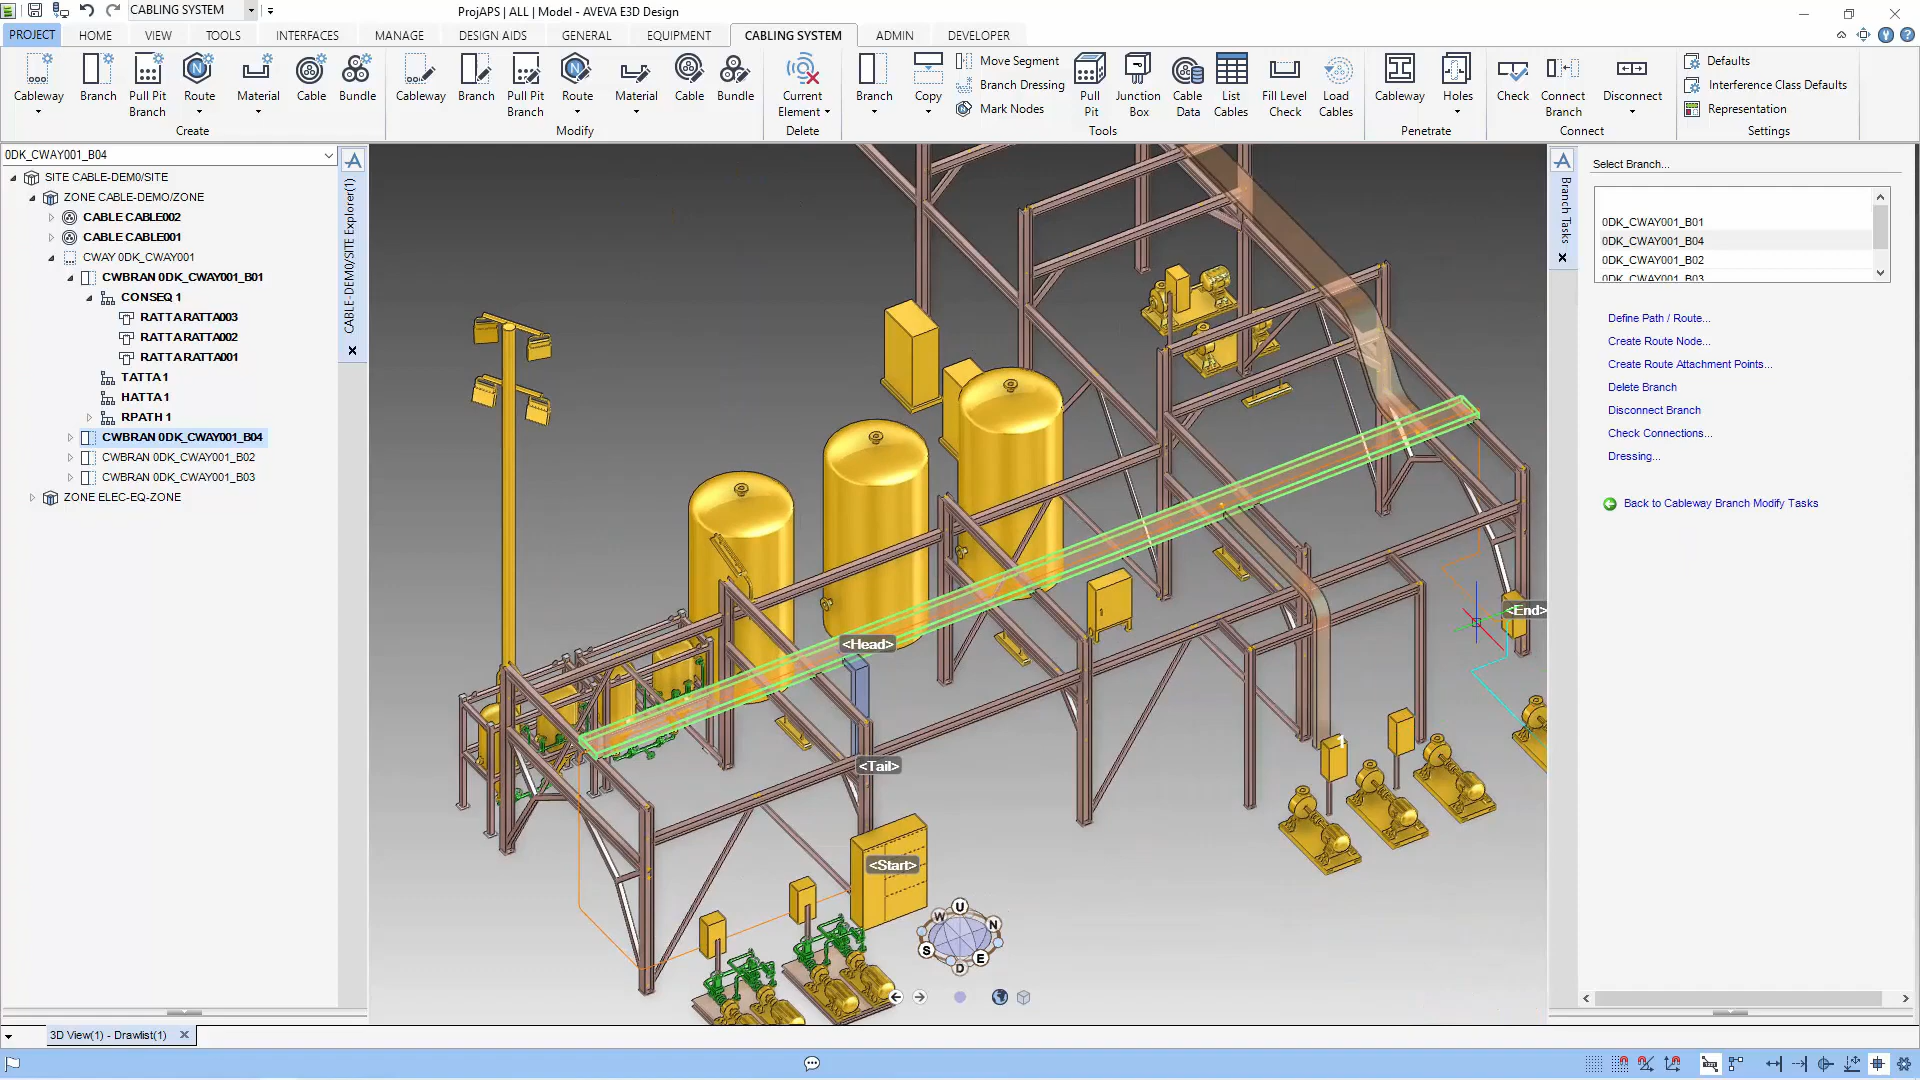 CABLING SYSTEM
ProjAPS | ALL | Model - AVEVA E3D Design
PROJECT HOME VIEW TOOLS INTERFACES MANAGE DESIGN AIDS GENERAL EQUIPMENT CABLING SYSTEM ADMIN DEVELOPER
Cableway Branch Pull Pit Branch Route Material Cable Bundle
Create
Cableway Branch Pull Pit Branch Route Material Cable Bundle
Modify
Current Element
Delete
Branch Copy Move Segment
Branch Dressing
Mark Nodes
Pull Pit Junction Box Cable Data List Cables Fill Level Check Load Cables
Tools
Cableway Holes
Penetrate
Check Connect Branch Disconnect
Connect
Defaults
Interference Class Defaults
Representation
Settings
0DK_CWAY001_B04
SITE CABLE-DEMO/SITE
ZONE CABLE-DEMO/ZONE
CABLE CABLE002
CABLE CABLE001
CWAY 0DK_CWAY001
CWBRAN 0DK_CWAY001_B01
CONSEQ 1
RATTA RATTA003
RATTA RATTA002
RATTA RATTA001
TATTA 1
HATTA 1
RPATH 1
CWBRAN 0DK_CWAY001_B04
CWBRAN 0DK_CWAY001_B02
CWBRAN 0DK_CWAY001_B03
ZONE ELEC-EQ-ZONE
CABLE-DEMO/SITE Explorer(1)
<Head>
<Tail>
<Start>
<End>
U
W
N
S
E
D
Branch Tasks
Select Branch...
0DK_CWAY001_B01
0DK_CWAY001_B04
0DK_CWAY001_B02
0DK_CWAY001_B03
Define Path / Route...
Create Route Node...
Create Route Attachment Points...
Delete Branch
Disconnect Branch
Check Connections...
Dressing...
Back to Cableway Branch Modify Tasks
3D View(1) - Drawlist(1)